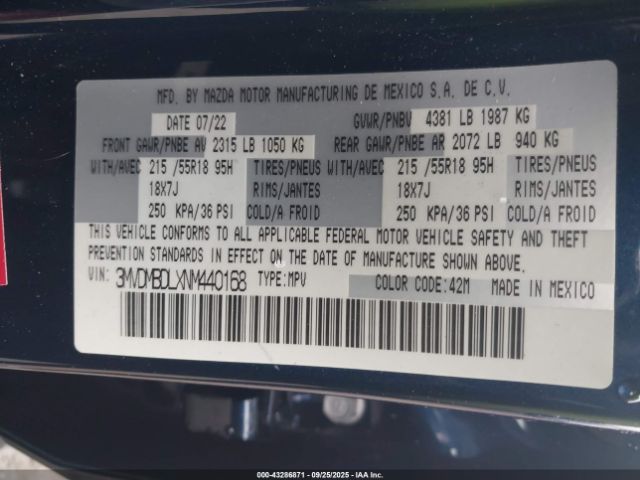 MFD. BY MAZDA MOTOR MANUFACTURING DE MEXICO S.A. DE C.V.
DATE 07/22 GVWR/PNBV 4381 LB 1987 KG
FRONT GAWR/PNBE AV 2315 LB 1050 KG REAR GAWR/PNBE AR 2072 LB 940 KG
WITH/AVEC 215 /55R18 95H TIRES/PNEUS WITH/AVEC 215 /55R18 95H TIRES/PNEUS
18X7J RIMS/JANTES 18X7J RIMS/JANTES
250 KPA/36 PSI COLD/A FROID 250 KPA/36 PSI COLD/A FROID
THIS VEHICLE CONFORMS TO ALL APPLICABLE FEDERAL MOTOR VEHICLE SAFETY AND THEFT
PREVENTION STANDARDS IN EFFECT ON THE DATE OF MANUFACTURE SHOWN ABOVE.
VIN: 3MVDMBDLXNM440168 TYPE:MPV COLOR CODE:42M MADE IN MEXICO
000-43286871 - 09/25/2025 - IAAI.com